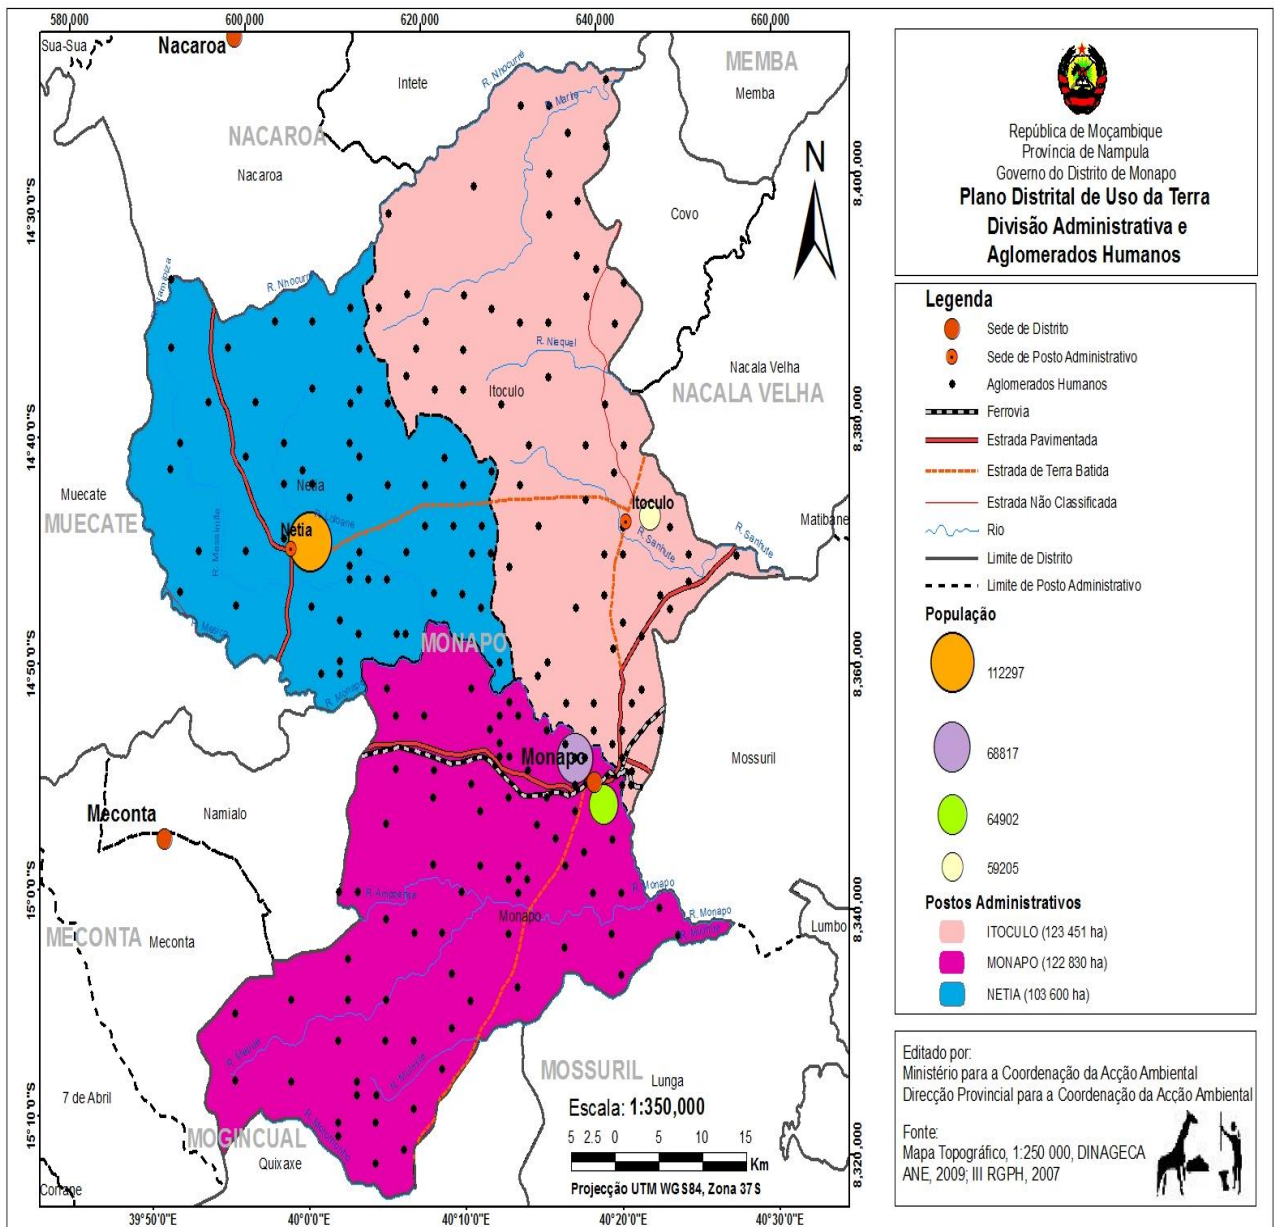 580,000 600,000 620,000 640,000 660,000
Sua-Sua
Nacaroa
Intete
MEMBA
Memba
R. Nhocurre
R. Marire
NACAROA
Nacaroa
N
Covo
8,400,000
14°30'0"S
R. Nhocurre
R. Niequel
Itoculo
Nacala Velha
NACALA VELHA
8,380,000
14°40'0"S
Muecate
MUECATE
Netia
Netia
Itoculo
Matibane
R. Sanhute
R. Sanhute
8,360,000
14°50'0"S
MONAPO
R. Monapo
Monapo
Mossuril
Meconta
Namialo
15°0'0"S
R. Monapo
R. Monapo
Monapo
Lumbo
8,340,000
MECONTA
Meconta
MOSSURIL
Lunga
7 de Abril
15°10'0"S
MOGINCUAL
Quixaxe
Corrane
8,320,000
Escala: 1:350,000
5 2.5 0 5 10 15
Km
Projecção UTM WGS84, Zona 37S
39°50'0"E 40°0'0"E 40°10'0"E 40°20'0"E 40°30'0"E
República de Moçambique
Província de Nampula
Governo do Distrito de Monapo
Plano Distrital de Uso da Terra
Divisão Administrativa e
Aglomerados Humanos
Legenda
Sede de Distrito
Sede de Posto Administrativo
Aglomerados Humanos
Ferrovia
Estrada Pavimentada
Estrada de Terra Batida
Estrada Não Classificada
Rio
Limite de Distrito
Limite de Posto Administrativo
População
112297
68817
64902
59205
Postos Administrativos
ITOCULO (123 451 ha)
MONAPO (122 830 ha)
NETIA (103 600 ha)
Editado por:
Ministério para a Coordenação da Acção Ambiental
Direcção Provincial para a Coordenação da Acção Ambiental
Fonte:
Mapa Topográfico, 1:250 000, DINAGECA
ANE, 2009; III RGPH, 2007